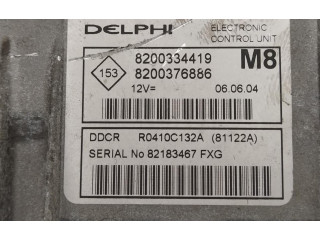 DELPHI
ELECTRONIC
CONTROL UNIT
8200334419 M8
153 8200376886
12V= 06.06.04
DDCR R0410C132A (81122A)
SERIAL No 82183467 FXG